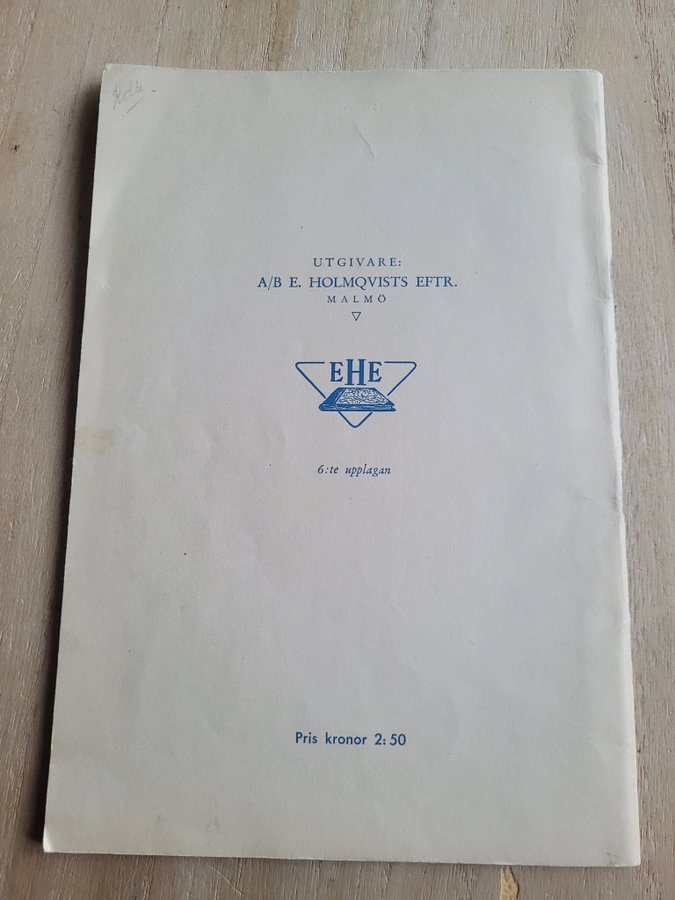 UTGIVARE:
A/B E. HOLMQVISTS EFTR.
MALMÖ
EHE
6:te upplagan
Pris kronor 2:50